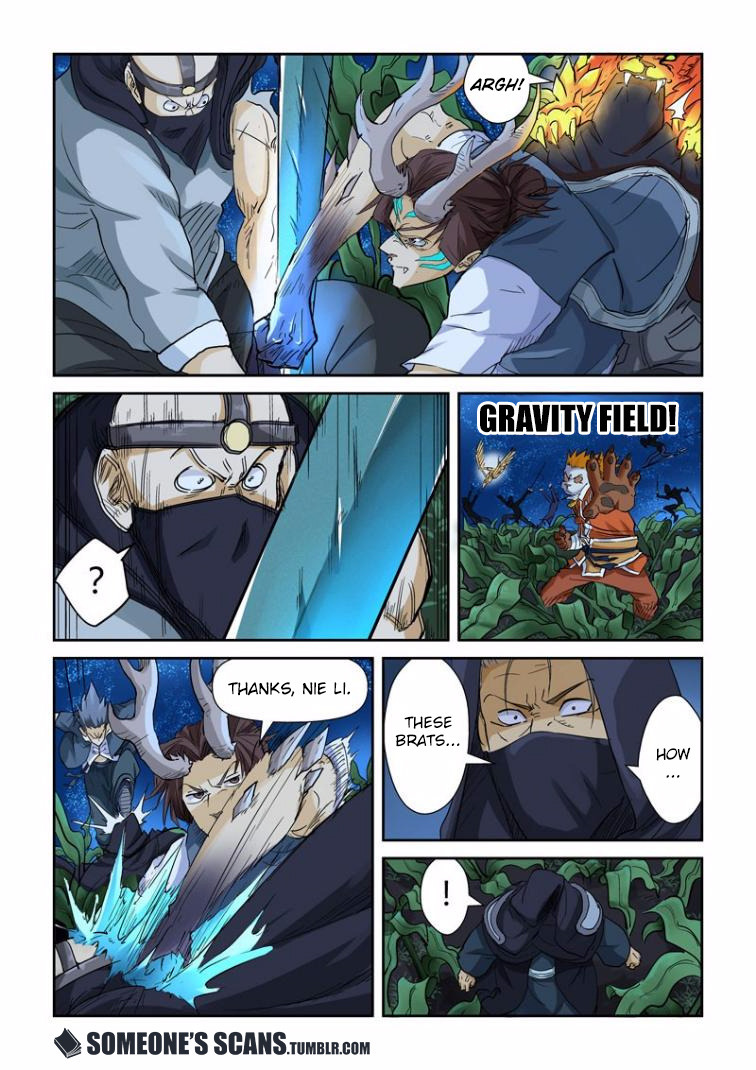 ARGH!
?
GRAVITY FIELD!
THANKS, NIE LI.
THESE
BRATS...
HOW
...
!
SOMEONE'S SCANS.TUMBLR.COM